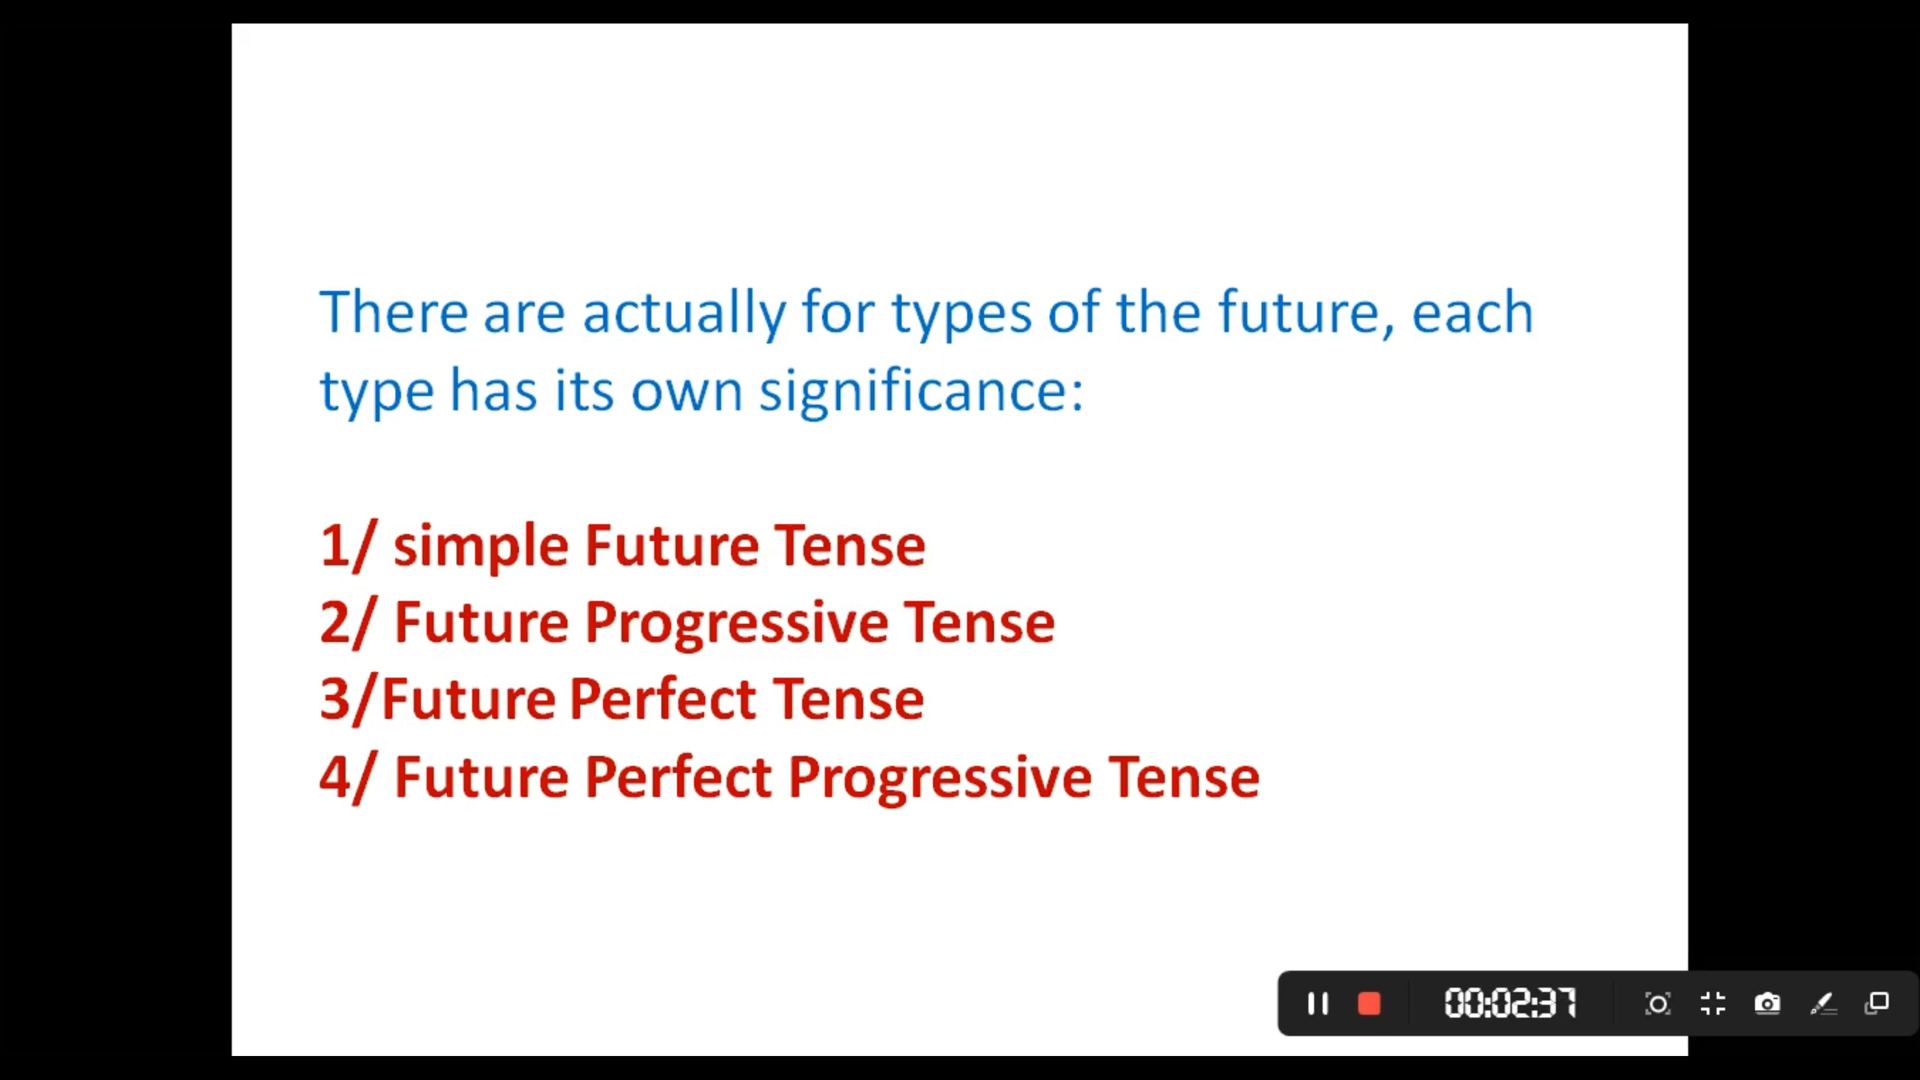 There are actually for types of the future, each
type has its own significance:
1/ simple Future Tense
2/ Future Progressive Tense
3/Future Perfect Tense
4/ Future Perfect Progressive Tense
00:02:37